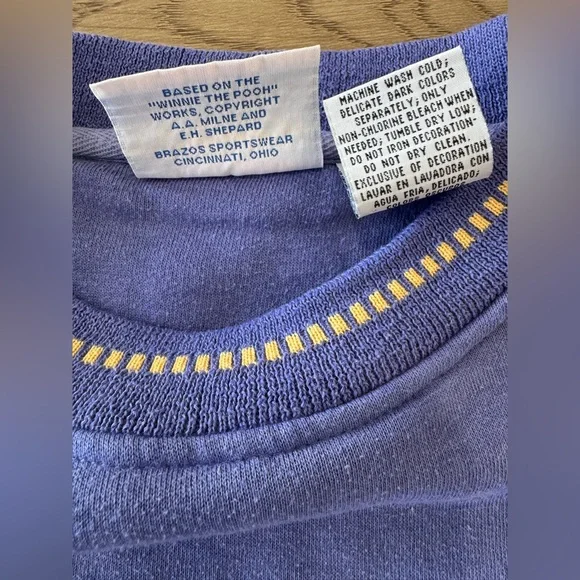 BASED ON THE
"WINNIE THE POOH"
WORKS, COPYRIGHT
A.A. MILNE AND
E.H. SHEPARD
BRAZOS SPORTSWEAR
CINCINNATI, OHIO
MACHINE WASH COLD;
DELICATE DARK COLORS
SEPARATELY; ONLY
NON-CHLORINE BLEACH WHEN
NEEDED; TUMBLE DRY LOW;
DO NOT IRON DECORATION-
DO NOT DRY CLEAN.
EXCLUSIVE OF DECORATION
LAVAR EN LAVADORA CON
AGUA FRIA, DELICADO;